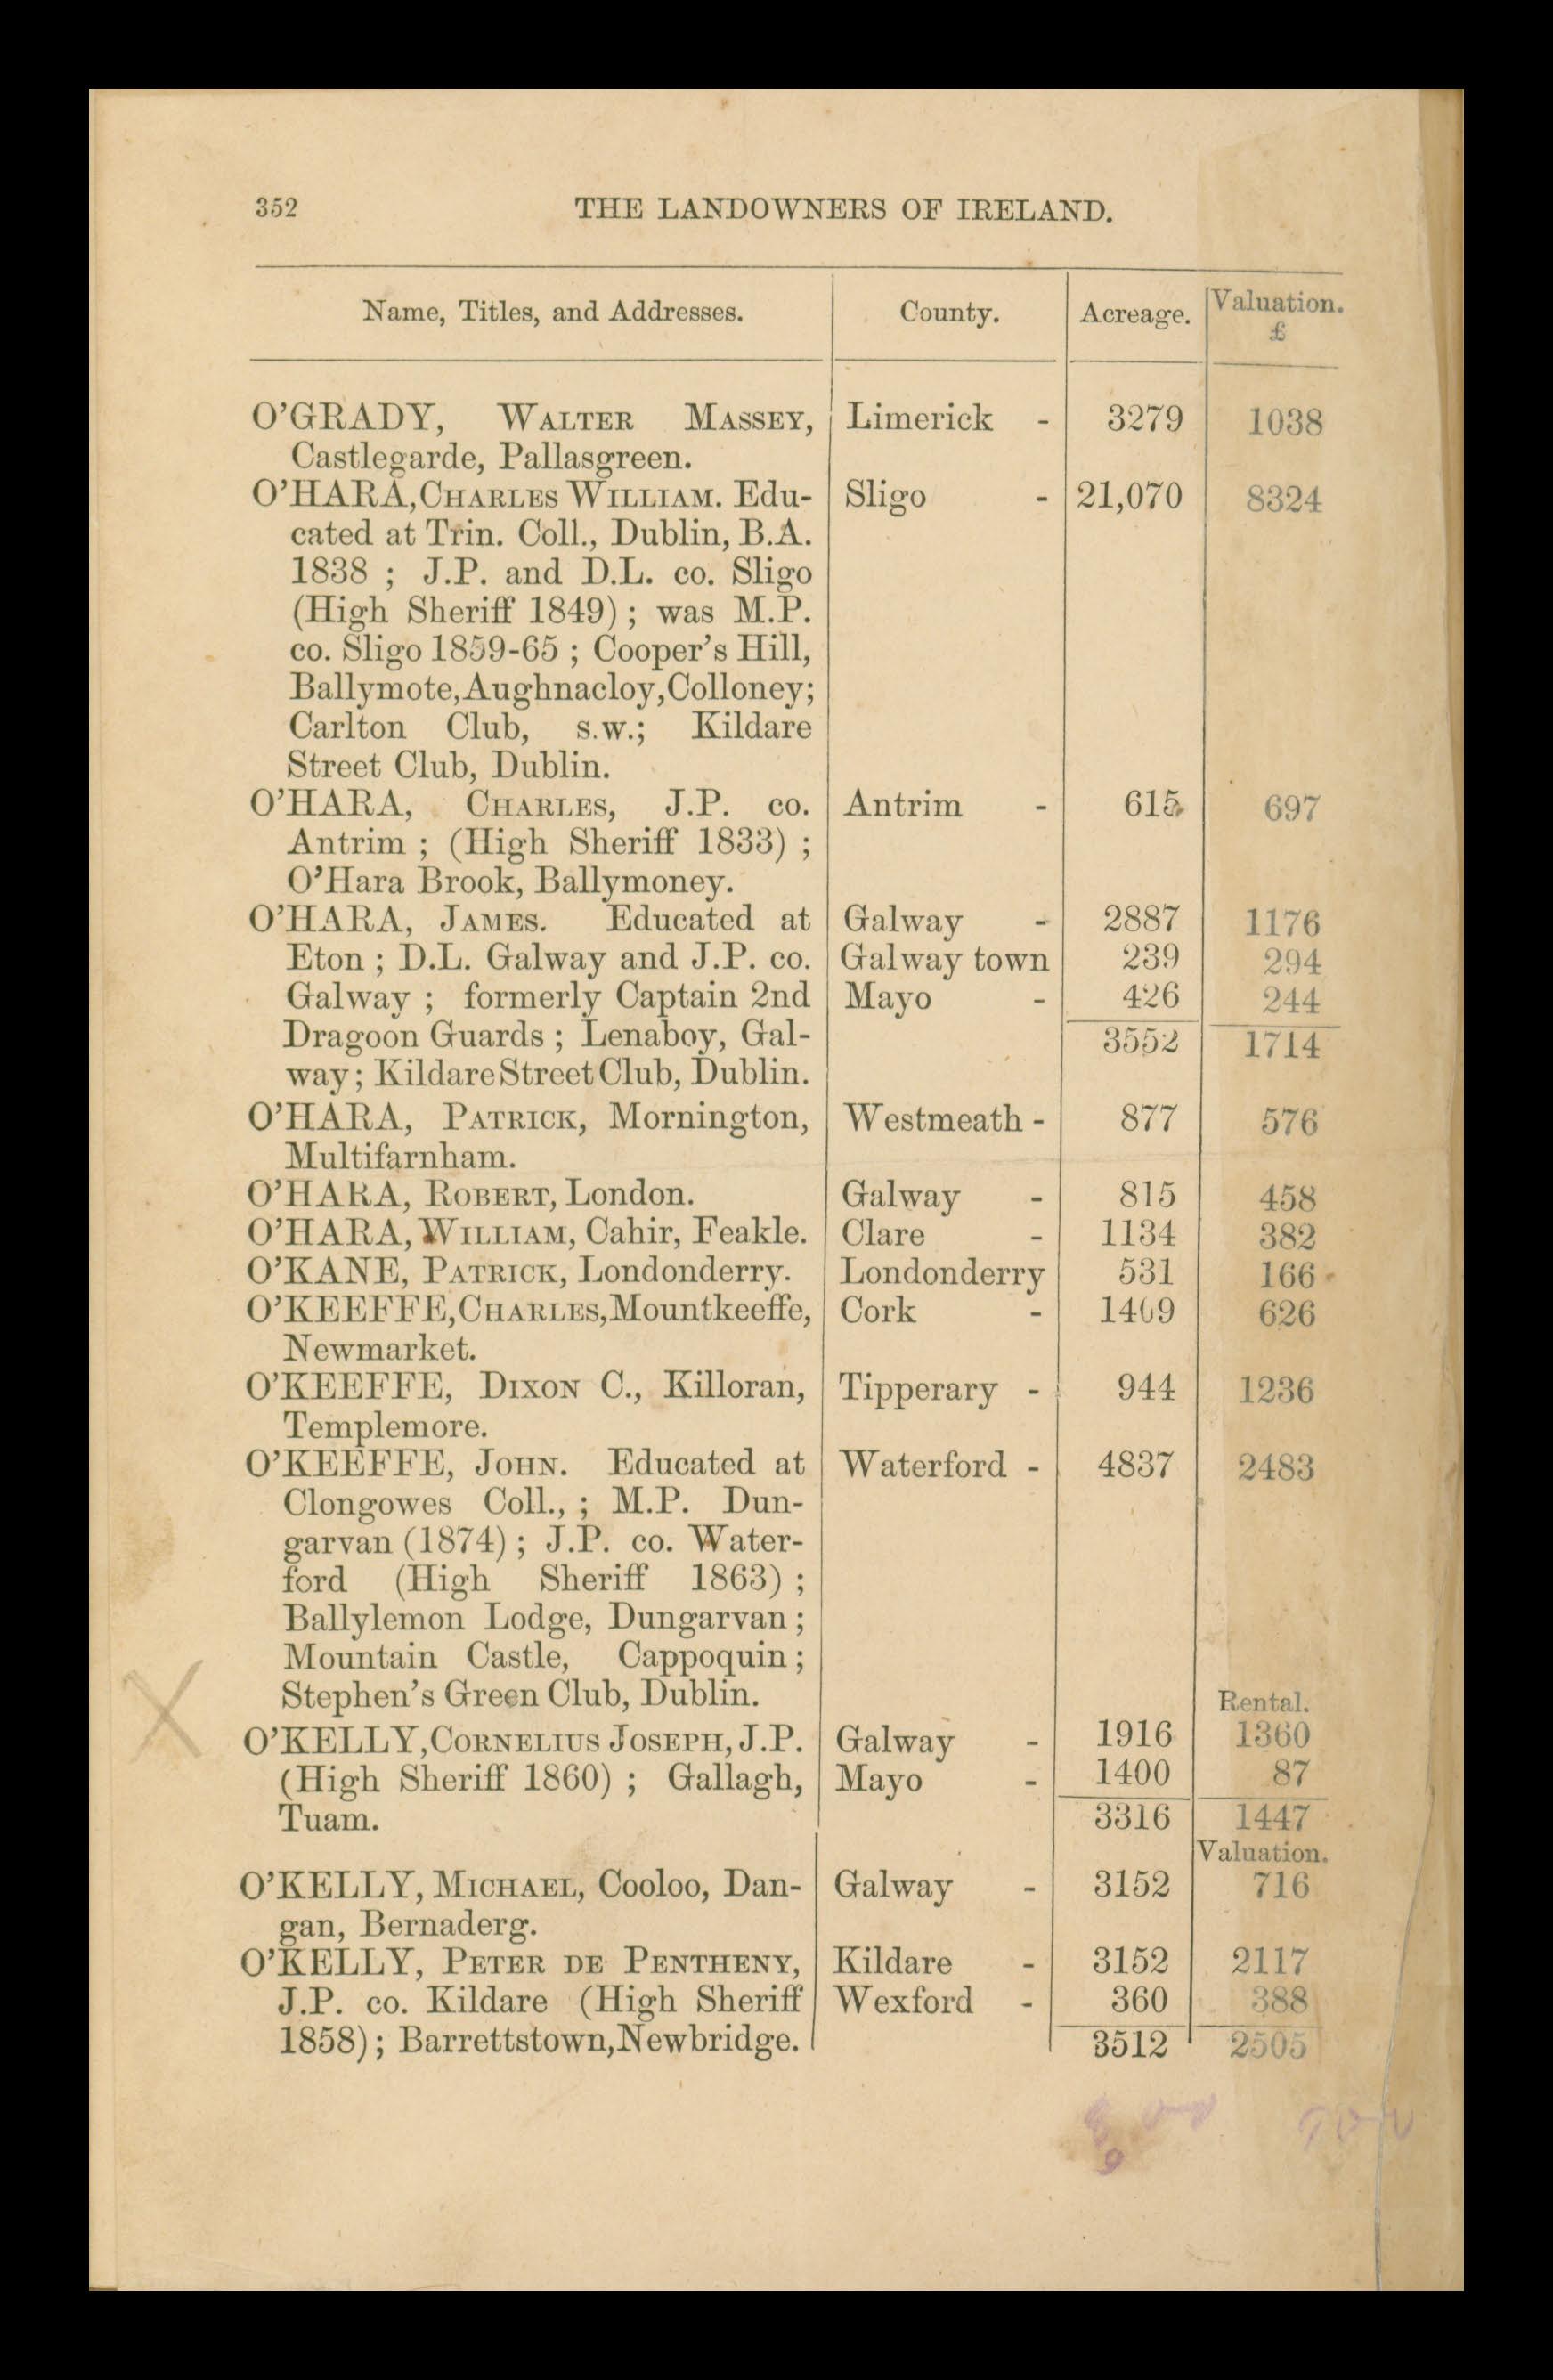 352 THE LANDOWNERS OF IRELAND.
Name, Titles, and Addresses. County. Acreage. Valuation.
£
O'GRADY, WALTER MASSEY, Limerick - 3279 1038
Castlegarde, Pallasgreen.
O'HARA, CHARLES WILLIAM. Edu- Sligo - 21,070 8324
cated at Trin. Coll., Dublin, B.A.
1838 ; J.P. and D.L. co. Sligo
(High Sheriff 1849) ; was M.P.
co. Sligo 1859-65 ; Cooper's Hill,
Ballymote, Aughnacloy, Colloney;
Carlton Club, S.W.; Kildare
Street Club, Dublin.
O'HARA, CHARLES, J.P. co. Antrim - 615 697
Antrim ; (High Sheriff 1833) ;
O'Hara Brook, Ballymoney.
O'HARA, JAMES. Educated at Galway - 2887 1176
Eton ; D.L. Galway and J.P. co. Galway town 239 294
Galway ; formerly Captain 2nd Mayo - 426 244
Dragoon Guards ; Lenaboy, Gal- 3552 1714
way ; Kildare Street Club, Dublin.
O'HARA, PATRICK, Mornington, Westmeath - 877 576
Multifarnham.
O'HARA, ROBERT, London. Galway - 815 458
O'HARA, WILLIAM, Cahir, Feakle. Clare - 1134 382
O'KANE, PATRICK, Londonderry. Londonderry 531 166
O'KEEFFE, CHARLES, Mountkeeffe, Cork - 1409 626
Newmarket.
O'KEEFFE, DIXON C., Killoran, Tipperary - 944 1236
Templemore.
O'KEEFFE, JOHN. Educated at Waterford - 4837 2483
Clongowes Coll., ; M.P. Dun-
garvan (1874) ; J.P. co. Water-
ford (High Sheriff 1863) ;
Ballylemon Lodge, Dungarvan ;
Mountain Castle, Cappoquin ;
Stephen's Green Club, Dublin. Rental.
O'KELLY, CORNELIUS JOSEPH, J.P. Galway - 1916 1360
(High Sheriff 1860) ; Gallagh, Mayo - 1400 87
Tuam. 3316 1447
Valuation.
O'KELLY, MICHAEL, Cooloo, Dan- Galway - 3152 716
gan, Bernaderg.
O'KELLY, PETER DE PENTHENY, Kildare - 3152 2117
J.P. co. Kildare (High Sheriff Wexford - 360 388
1858) ; Barrettstown, Newbridge. 3512 2505